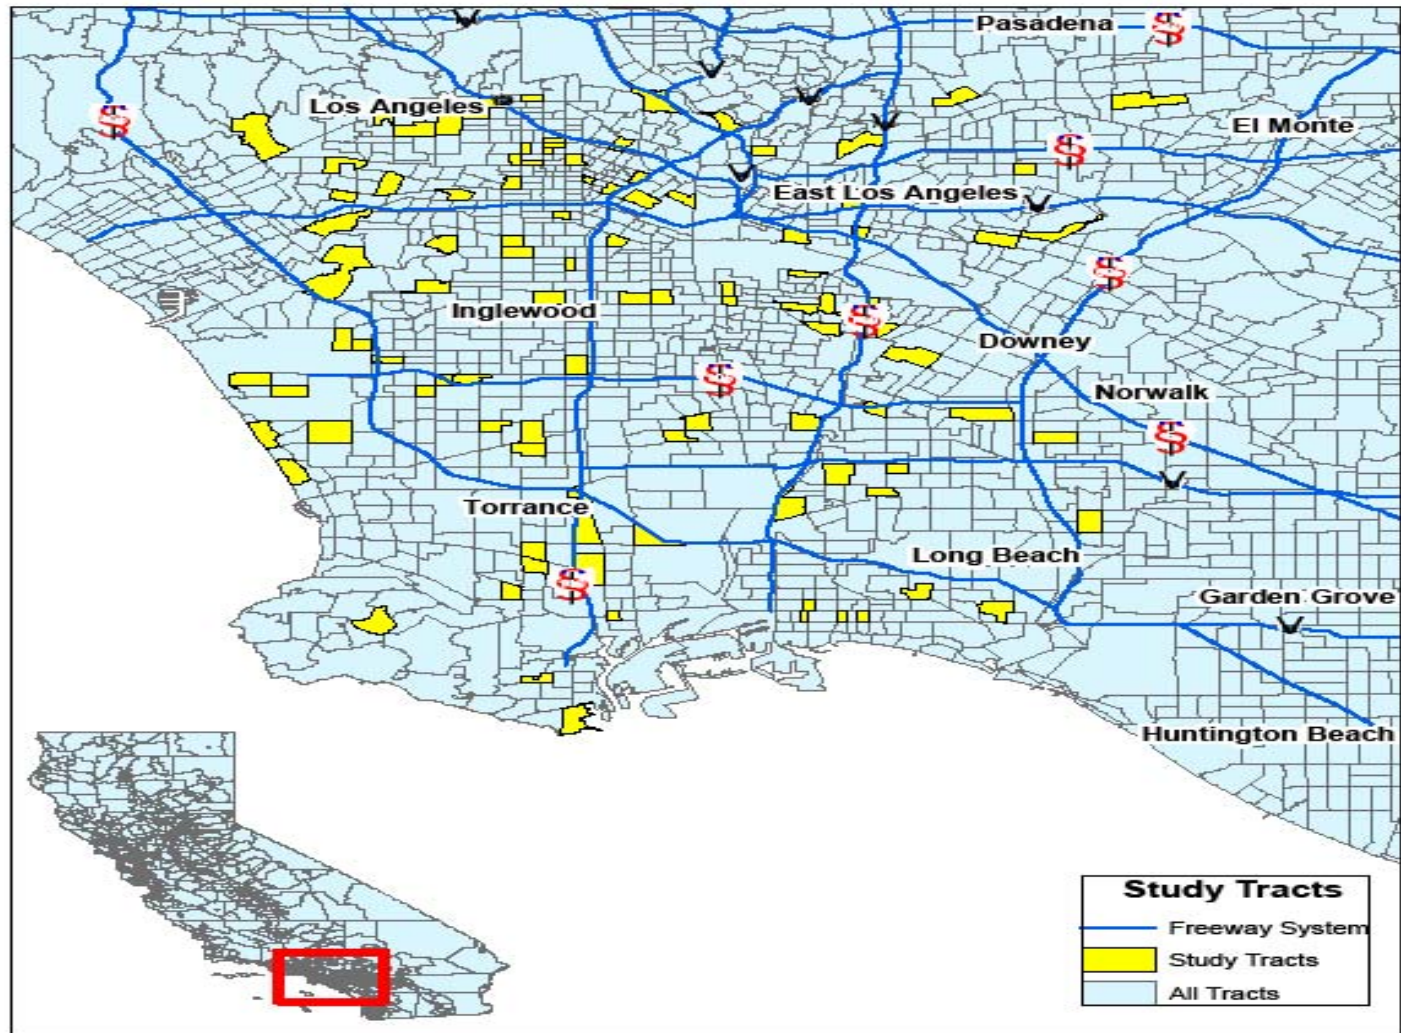 Pasadena
Los Angeles
El Monte
East Los Angeles
Inglewood
Downey
Norwalk
Torrance
Long Beach
Garden Grove
Huntington Beach
Study Tracts
Freeway System
Study Tracts
All Tracts